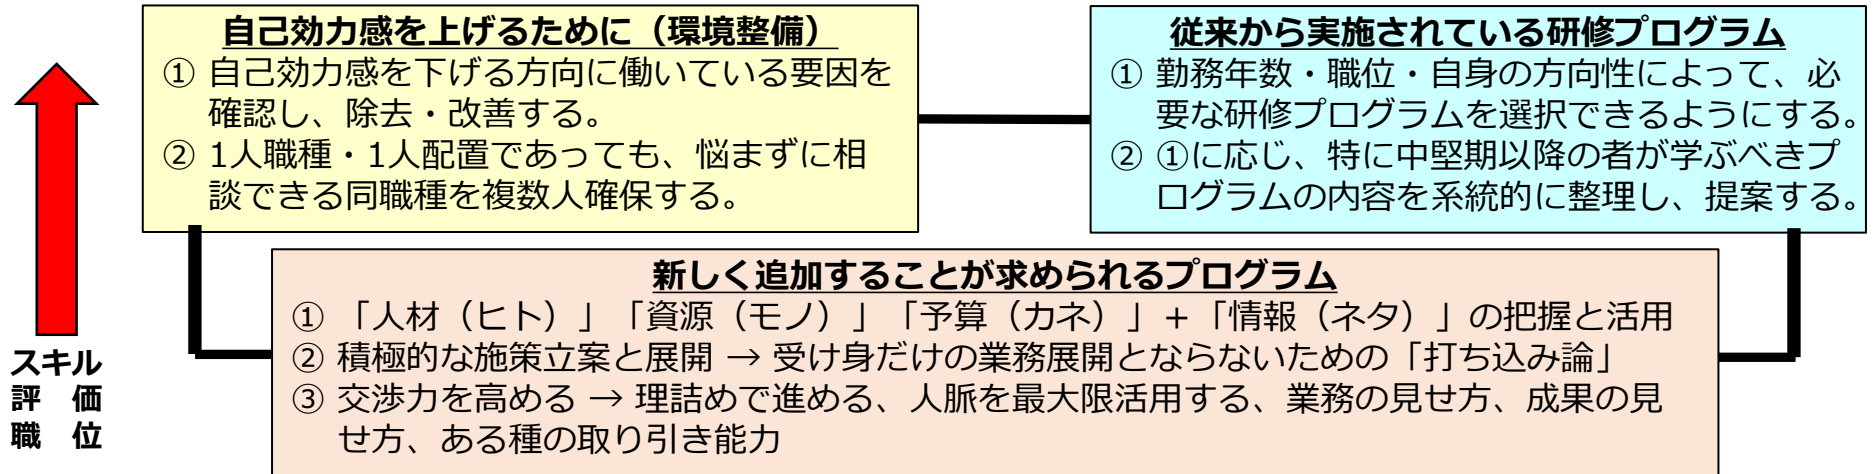 自己効力感を上げるために（環境整備）
① 自己効力感を下げる方向に働いている要因を
確認し、除去・改善する。
② 1人職種・1人配置であっても、悩まずに相
談できる同職種を複数人確保する。
従来から実施されている研修プログラム
① 勤務年数・職位・自身の方向性によって、必
要な研修プログラムを選択できるようにする。
② ①に応じ、特に中堅期以降の者が学ぶべきプ
ログラムの内容を系統的に整理し、提案する。
新しく追加することが求められるプログラム
① 「人材（ヒト）」「資源（モノ）」「予算（カネ）」+「情報（ネタ）」の把握と活用
② 積極的な施策立案と展開 → 受け身だけの業務展開とならないための「打ち込み論」
③ 交渉力を高める → 理詰めで進める、人脈を最大限活用する、業務の見せ方、成果の見
せ方、ある種の取り引き能力
スキル
評　価
職　位